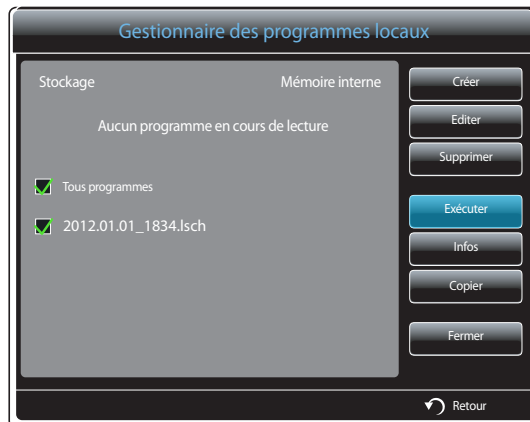 Gestionnaire des programmes locaux
Stockage Mémoire interne
Aucun programme en cours de lecture
Tous programmes
2012.01.01_1834.lsch
Créer
Editer
Supprimer
Exécuter
Infos
Copier
Fermer
Retour